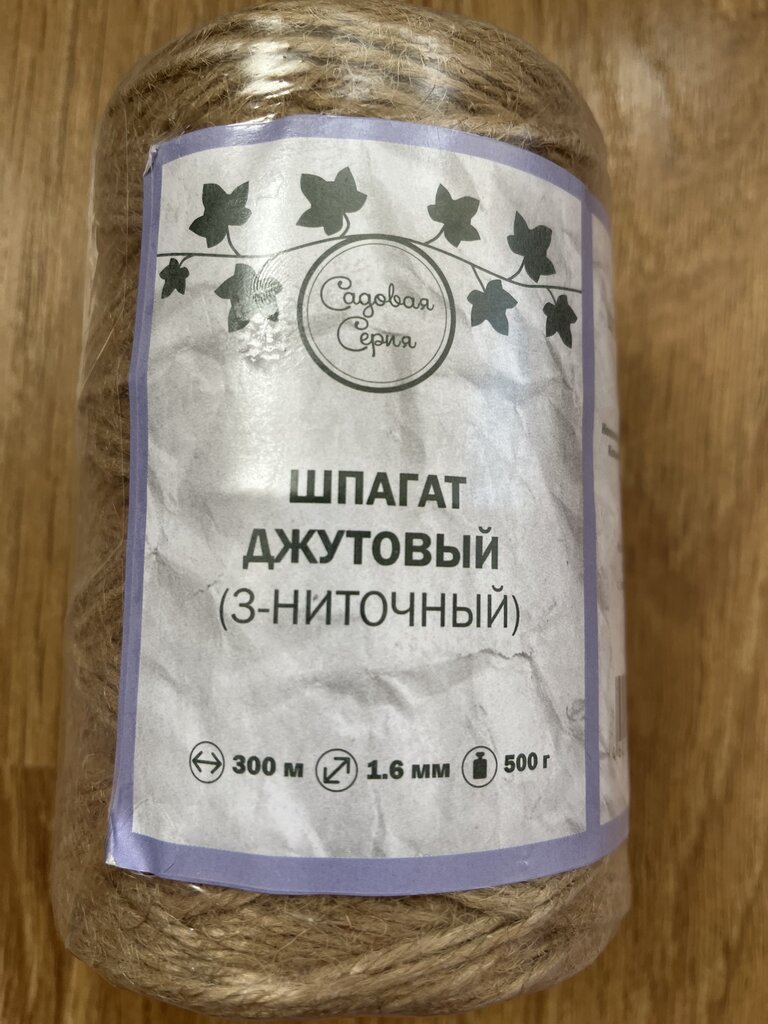 Садовая
Серия
ШПАГАТ
ДЖУТОВЫЙ
(3-НИТОЧНЫЙ)
300 м 1.6 мм 500 г